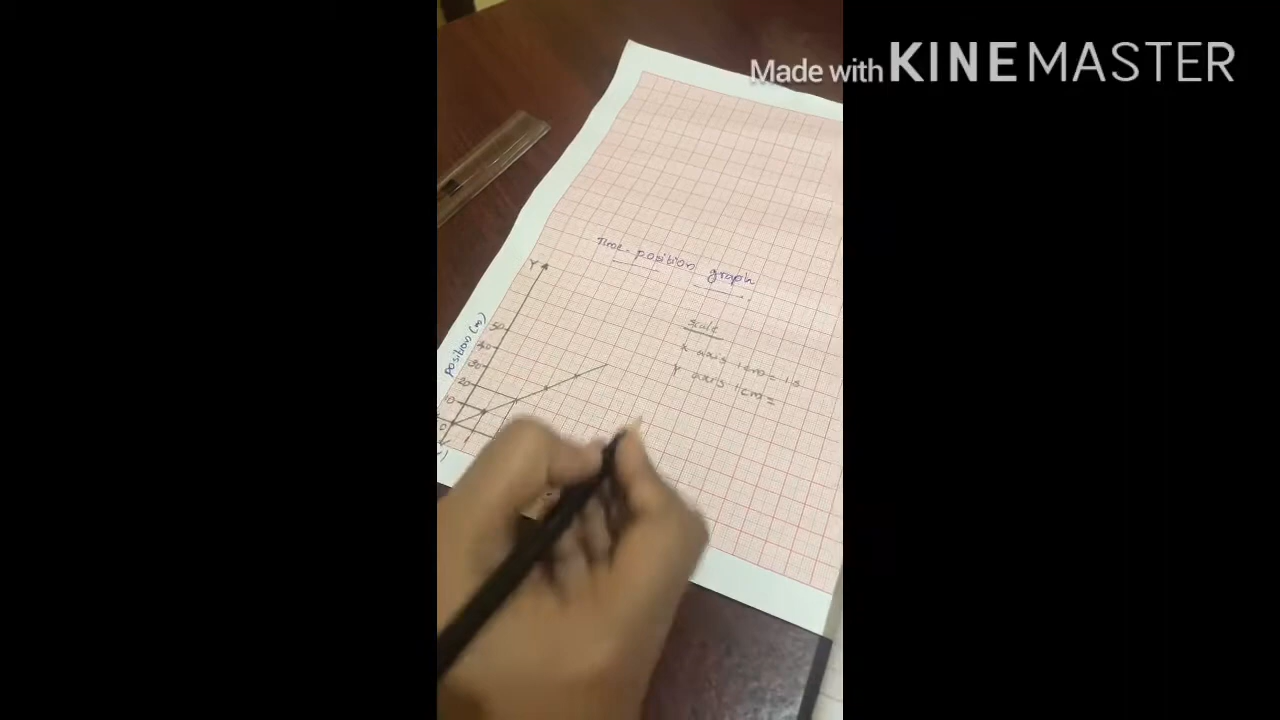 Made with KINEMASTER
Time-position graph
Scale
X axis 1cm = 1s
Y axis 1cm =
Y
position (m)
50
40
30
20
10
0